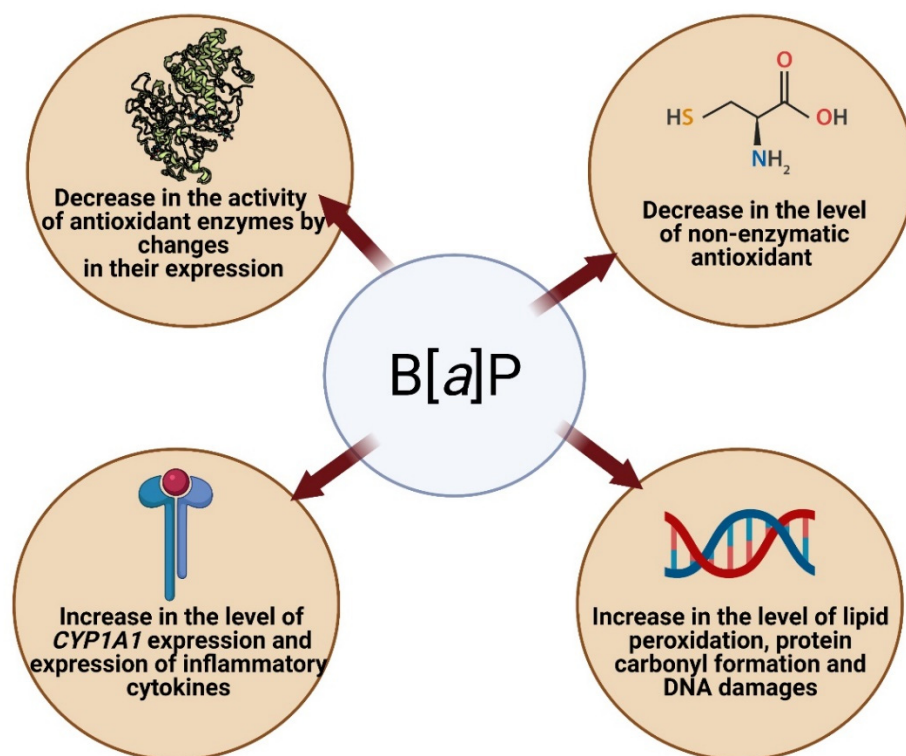 Decrease in the activity
of antioxidant enzymes by
changes
in their expression
O
HS
OH
NH₂
Decrease in the level
of non-enzymatic
antioxidant
B[a]P
Increase in the level of
CYP1A1 expression and
expression of inflammatory
cytokines
Increase in the level of lipid
peroxidation, protein
carbonyl formation and
DNA damages